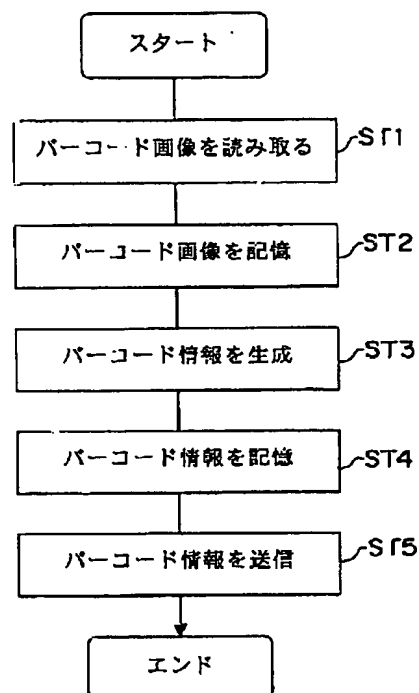 スタート
バーコード画像を読み取る ST1
バーコード画像を記憶 ST2
バーコード情報を生成 ST3
バーコード情報を記憶 ST4
バーコード情報を送信 ST5
エンド